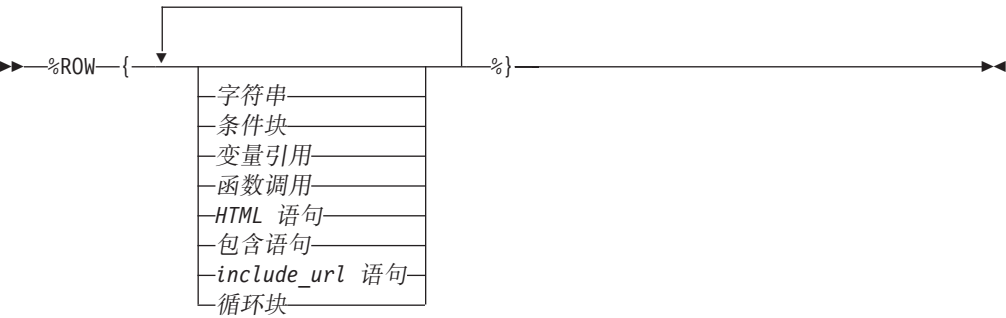 %ROW { %}
字符串
条件块
变量引用
函数调用
HTML 语句
包含语句
include_url 语句
循环块